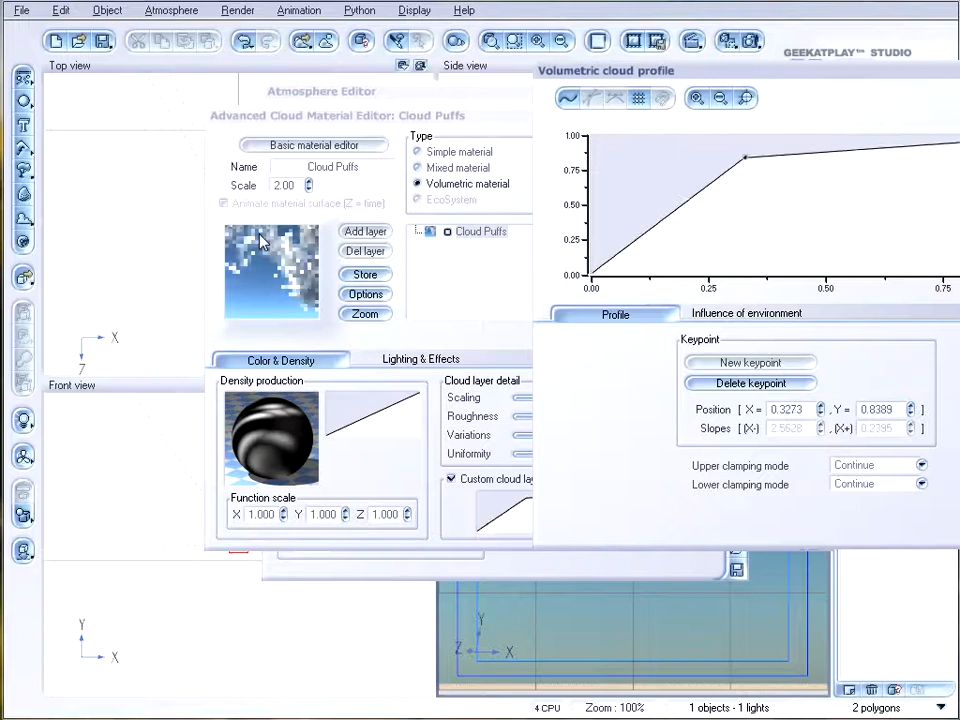 File Edit Object Atmosphere Render Animation Python Display Help
GEEKATPLAY™ STUDIO
Top view
Side view
Volumetric cloud profile
Atmosphere Editor
Advanced Cloud Material Editor: Cloud Puffs
Basic material editor
Name Cloud Puffs
Scale 2.00
Animate material surface (Z = time)
Type
Simple material
Mixed material
Volumetric material
EcoSystem
Cloud Puffs
Add layer
Del layer
Store
Options
Zoom
1.00
0.75
0.50
0.25
0.00
0.00 0.25 0.50 0.75
Profile Influence of environment
Keypoint
New keypoint
Delete keypoint
Position [ X = 0.3273 , Y = 0.8389 ]
Slopes [ (X-) 2.5628 , (X+) 0.2395 ]
Upper clamping mode Continue
Lower clamping mode Continue
Color & Density Lighting & Effects
Density production
Function scale
X 1.000 Y 1.000 Z 1.000
Cloud layer detail
Scaling
Roughness
Variations
Uniformity
Custom cloud la
X
Z
Front view
Y
X
Y
Z X
4 CPU Zoom : 100% 1 objects - 1 lights 2 polygons